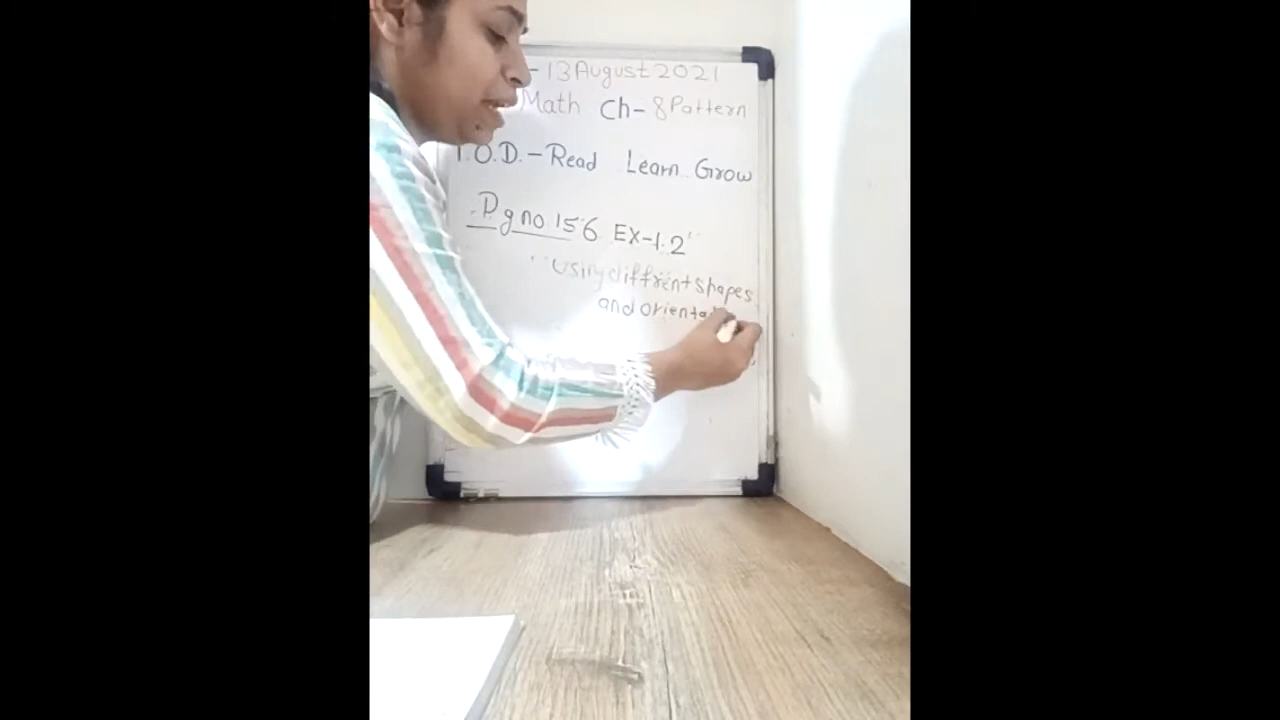 -13 August 2021
Math Ch-8 Pattern
T.O.D.-Read Learn Grow
Pg no. 156 EX-1.2"
"Using diffrent shapes
and orienta